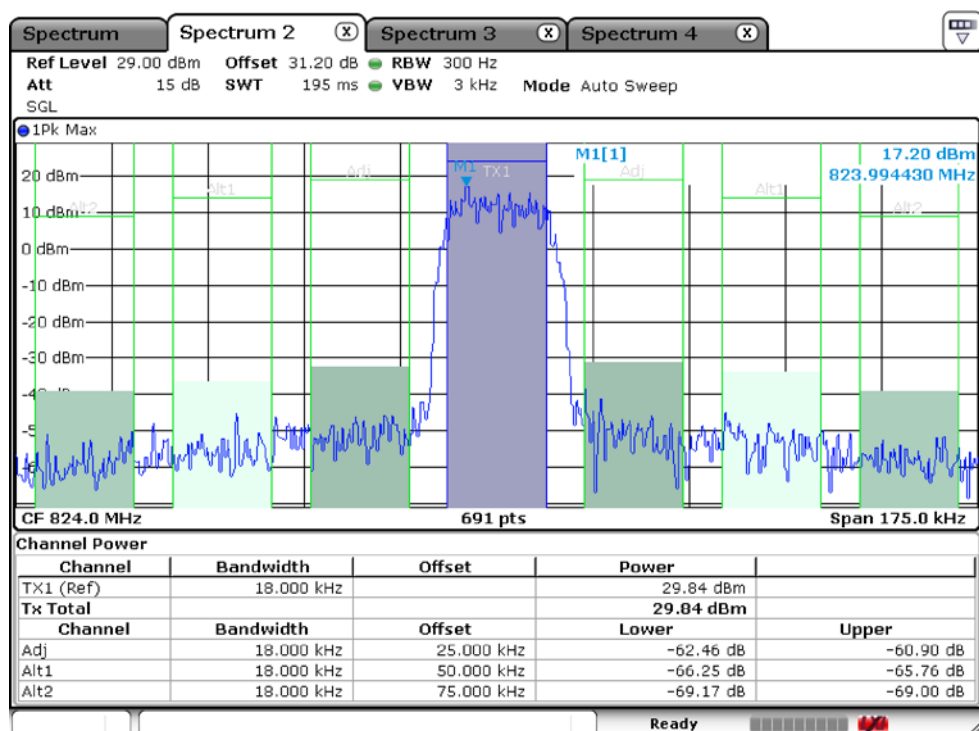 Spectrum Spectrum 2 X Spectrum 3 X Spectrum 4 X
Ref Level 29.00 dBm Offset 31.20 dB RBW 300 Hz
Att 15 dB SWT 195 ms VBW 3 kHz Mode Auto Sweep
SGL
1Pk Max
M1[1] 17.20 dBm
823.994430 MHz
20 dBm
Alt2 Alt1 Adj M1 TX1 Adj Alt1 Alt2
10 dBm
0 dBm
-10 dBm
-20 dBm
-30 dBm
CF 824.0 MHz 691 pts Span 175.0 kHz
Channel Power
Channel Bandwidth Offset Power
TX1 (Ref) 18.000 kHz 29.84 dBm
Tx Total 29.84 dBm
Channel Bandwidth Offset Lower Upper
Adj 18.000 kHz 25.000 kHz -62.46 dB -60.90 dB
Alt1 18.000 kHz 50.000 kHz -66.25 dB -65.76 dB
Alt2 18.000 kHz 75.000 kHz -69.17 dB -69.00 dB
Ready